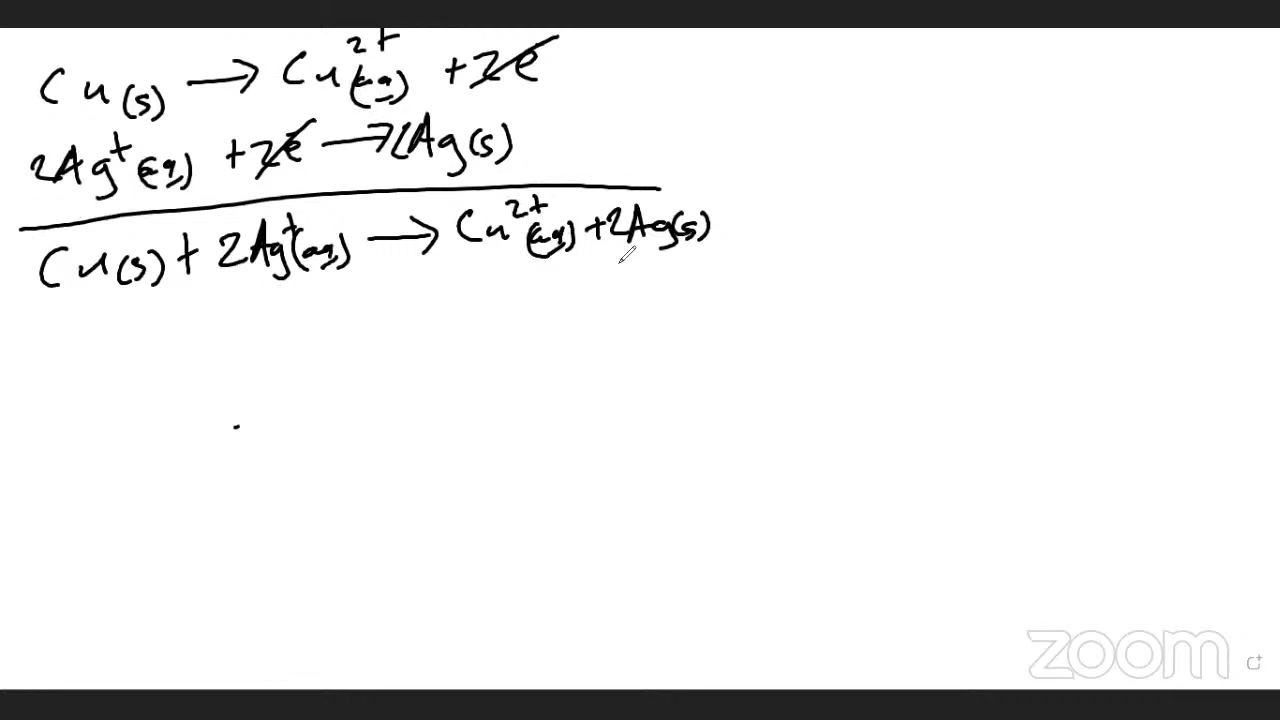 Cu(s) → Cu²⁺(aq) + 2e
2Ag⁺(aq) + 2e → 2Ag(s)
Cu(s) + 2Ag⁺(aq) → Cu²⁺(aq) + 2Ag(s)
zoom